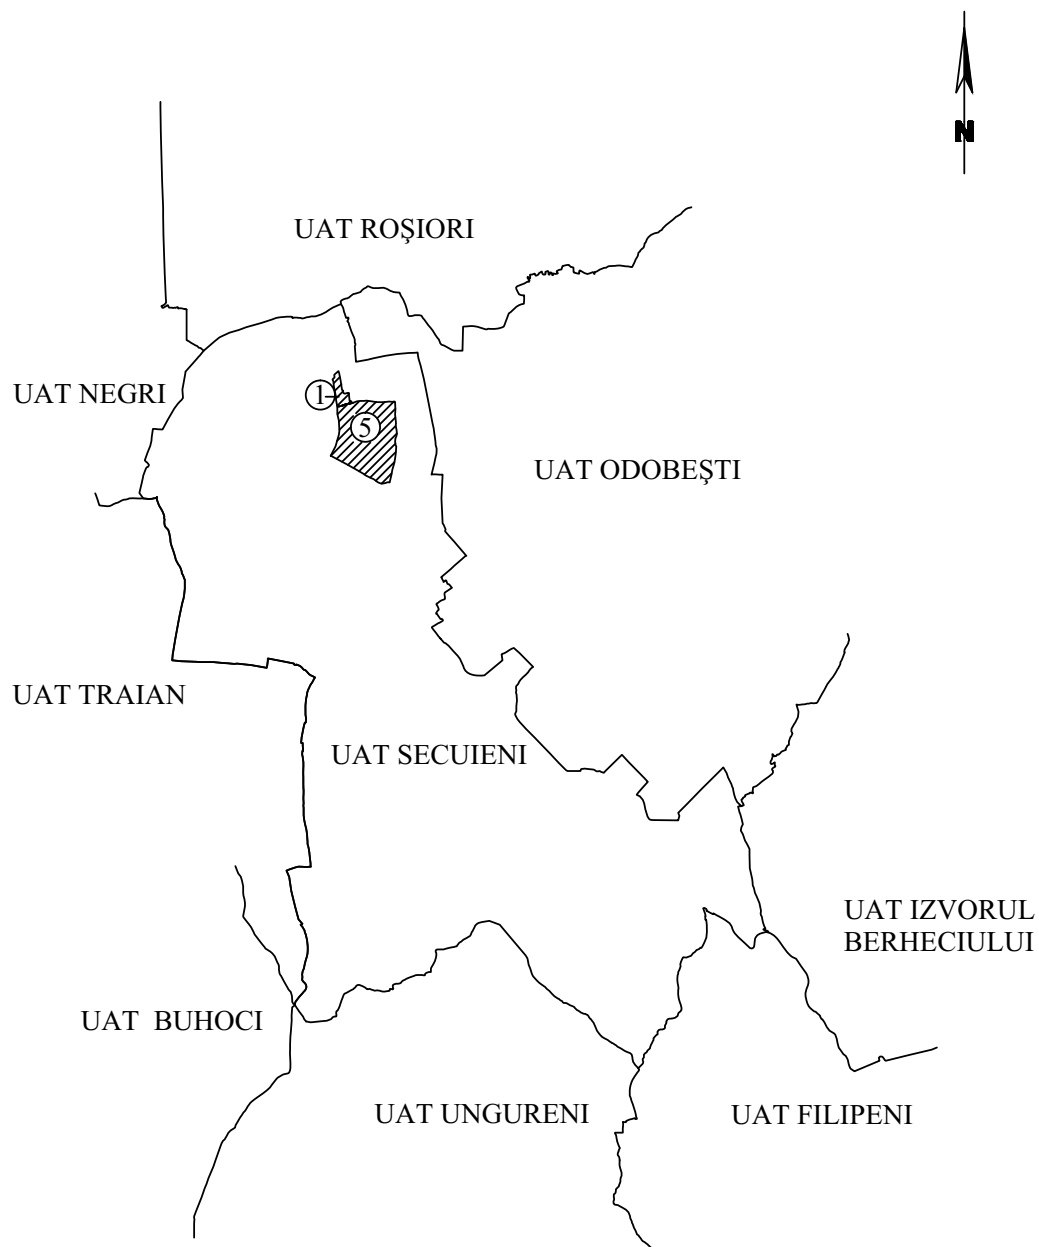 N
UAT ROŞIORI
UAT NEGRI
1
5
UAT ODOBEŞTI
UAT TRAIAN
UAT SECUIENI
UAT IZVORUL
BERHECIULUI
UAT BUHOCI
UAT UNGURENI
UAT FILIPENI